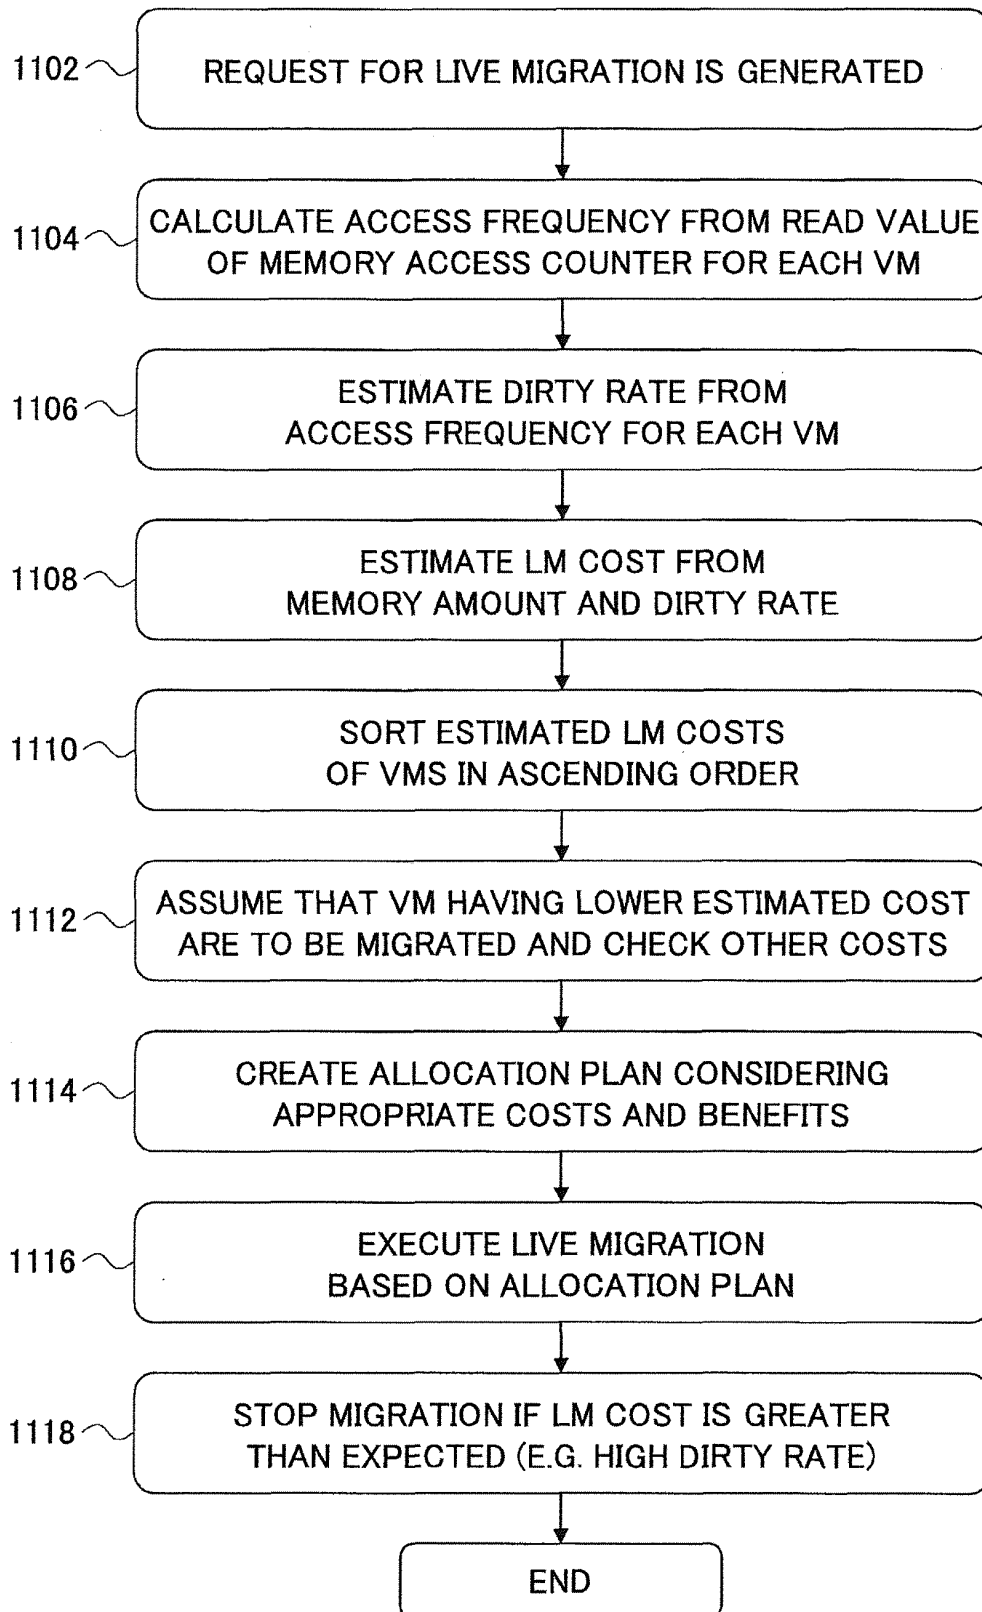 1102
REQUEST FOR LIVE MIGRATION IS GENERATED
1104
CALCULATE ACCESS FREQUENCY FROM READ VALUE
OF MEMORY ACCESS COUNTER FOR EACH VM
1106
ESTIMATE DIRTY RATE FROM
ACCESS FREQUENCY FOR EACH VM
1108
ESTIMATE LM COST FROM
MEMORY AMOUNT AND DIRTY RATE
1110
SORT ESTIMATED LM COSTS
OF VMS IN ASCENDING ORDER
1112
ASSUME THAT VM HAVING LOWER ESTIMATED COST
ARE TO BE MIGRATED AND CHECK OTHER COSTS
1114
CREATE ALLOCATION PLAN CONSIDERING
APPROPRIATE COSTS AND BENEFITS
1116
EXECUTE LIVE MIGRATION
BASED ON ALLOCATION PLAN
1118
STOP MIGRATION IF LM COST IS GREATER
THAN EXPECTED (E.G. HIGH DIRTY RATE)
END